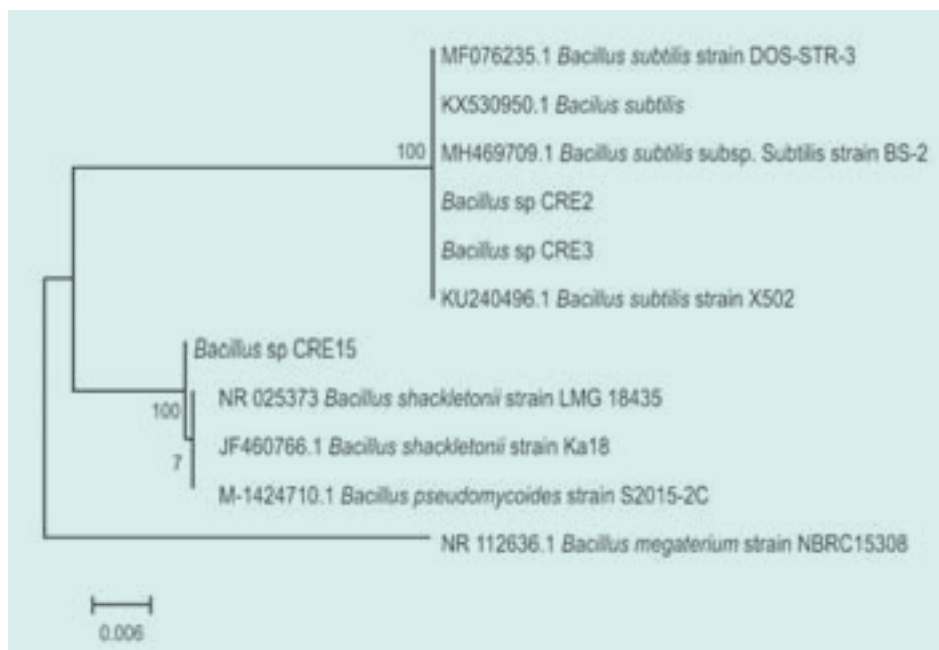 MF076235.1 Bacillus subtilis strain DOS-STR-3
KX530950.1 Bacilus subtilis
100
MH469709.1 Bacillus subtilis subsp. Subtilis strain BS-2
Bacillus sp CRE2
Bacillus sp CRE3
KU240496.1 Bacillus subtilis strain X502
Bacillus sp CRE15
NR 025373 Bacillus shackletonii strain LMG 18435
100
JF460766.1 Bacillus shackletonii strain Ka18
7
M-1424710.1 Bacillus pseudomycoides strain S2015-2C
NR 112636.1 Bacillus megaterium strain NBRC15308
0.006